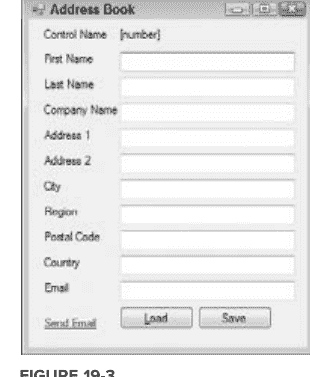 Address Book
Control Name [number]
First Name
Last Name
Company Name
Address 1
Address 2
City
Region
Postal Code
Country
Email
Send Email Load Save
FIGURE 19-3